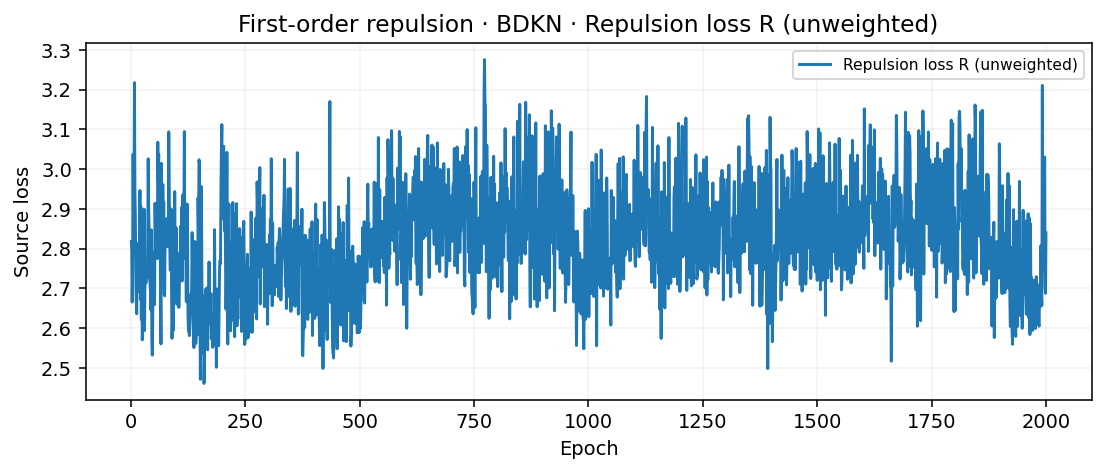 First-order repulsion · BDKN · Repulsion loss R (unweighted)
3.3
3.2
3.1
3.0
2.9
2.8
2.7
2.6
2.5
Source loss
Repulsion loss R (unweighted)
0 250 500 750 1000 1250 1500 1750 2000
Epoch